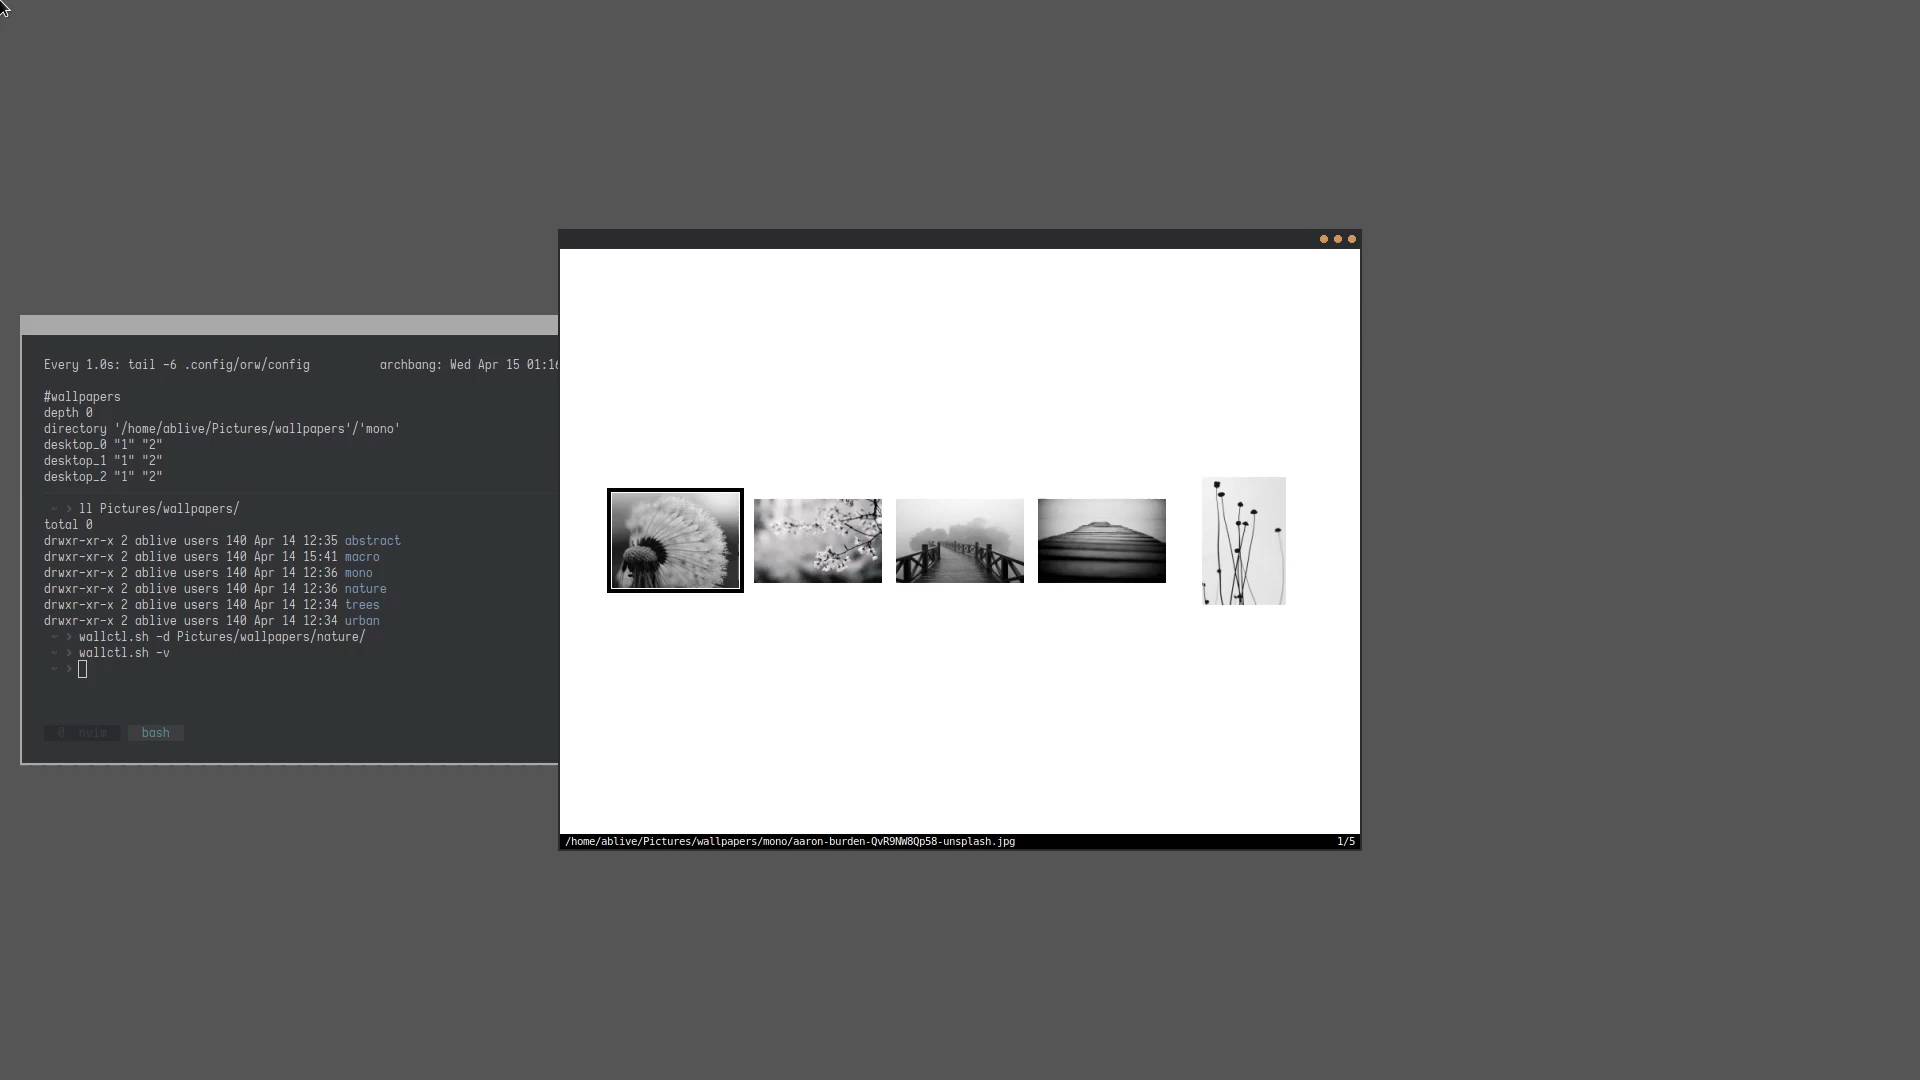 Every 1.0s: tail -6 .config/orw/config archbang: Wed Apr 15 01:16
#wallpapers
depth 0
directory '/home/ablive/Pictures/wallpapers'/'mono'
desktop_0 "1" "2"
desktop_1 "1" "2"
desktop_2 "1" "2"
~ > ll Pictures/wallpapers/
total 0
drwxr-xr-x 2 ablive users 140 Apr 14 12:35 abstract
drwxr-xr-x 2 ablive users 140 Apr 14 15:41 macro
drwxr-xr-x 2 ablive users 140 Apr 14 12:36 mono
drwxr-xr-x 2 ablive users 140 Apr 14 12:36 nature
drwxr-xr-x 2 ablive users 140 Apr 14 12:34 trees
drwxr-xr-x 2 ablive users 140 Apr 14 12:34 urban
~ > wallctl.sh -d Pictures/wallpapers/nature/
~ > wallctl.sh -v
~ >
0 nvim bash
/home/ablive/Pictures/wallpapers/mono/aaron-burden-QvR9NW8Qp58-unsplash.jpg 1/5